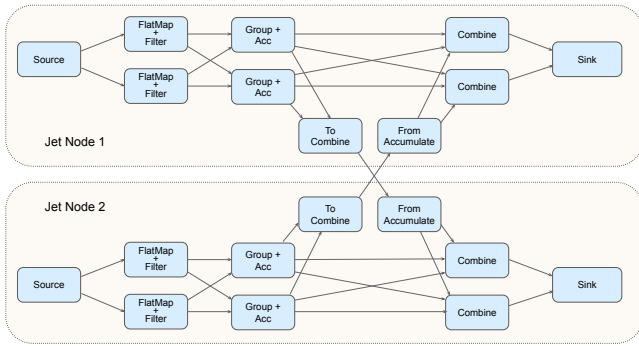 FlatMap
+
Filter
Group +
Acc
Combine
Source
Sink
FlatMap
+
Filter
Group +
Acc
Combine
Jet Node 1
To
Combine
From
Accumulate
Jet Node 2
To
Combine
From
Accumulate
FlatMap
+
Filter
Group +
Acc
Combine
Source
Sink
FlatMap
+
Filter
Group +
Acc
Combine